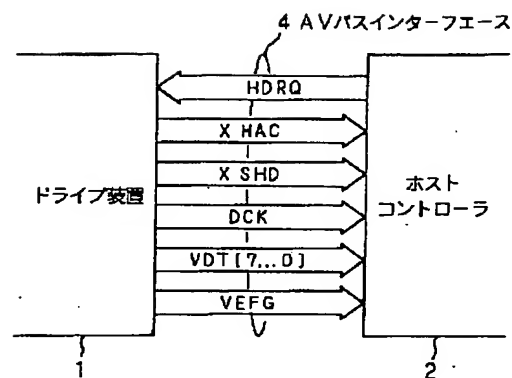 4 AVバスインターフェース
HDRQ
X HAC
X SHD
ドライブ装置
ホスト
コントローラ
DCK
VDT[7...0]
VEFG
1
2